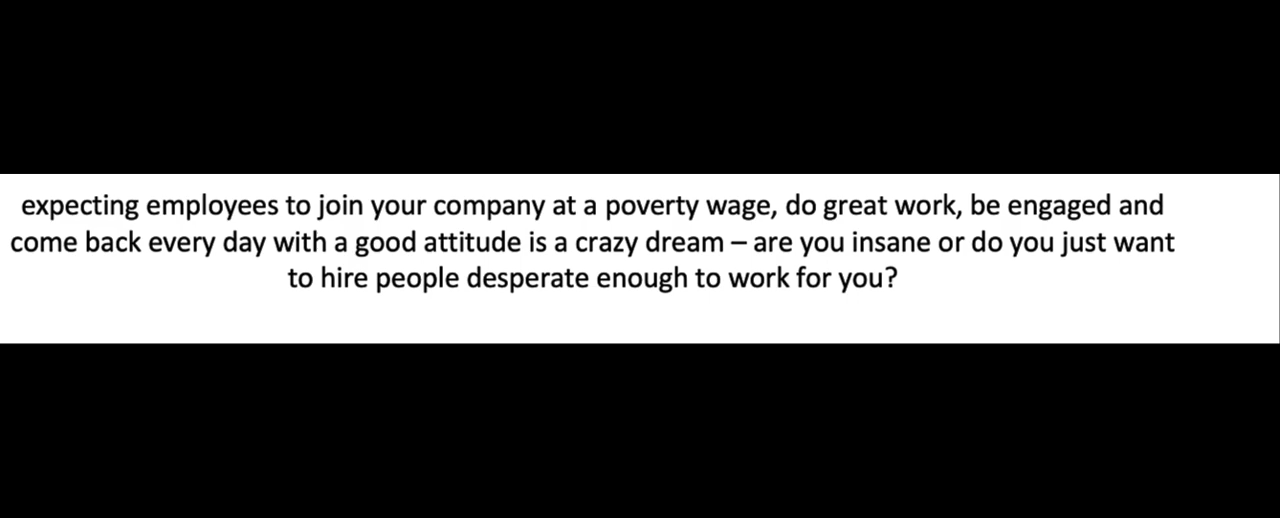 expecting employees to join your company at a poverty wage, do great work, be engaged and
come back every day with a good attitude is a crazy dream – are you insane or do you just want
to hire people desperate enough to work for you?